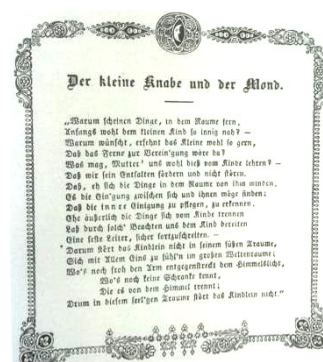 Der kleine Knabe und der Mond.
„Warum scheinen Dinge, in dem Raume fern,
Anfangs wohl dem kleinen Kind so innig nah? –
Warum wünscht, ersehnt das Kleine wohl so gern,
Daß das Ferne zur Verein'gung wäre da?
Was mag, Mutter! uns wohl dieß vom Kinde lehren? –
Daß wir sein Entfalten fördern und nicht stören.
Daß, eh sich die Dinge in dem Raume von ihm winden,
Es die Ein'gung zwischen sich und ihnen möge finden;
Daß die innre Einigung zu pflegen, zu erkennen,
Ehe äußerlich die Dinge sich vom Kinde trennen
Laß durch solch' Beachten uns dem Kind bereiten
Eine feste Leiter, sicher fortzuschreiten. –
Darum stört das Kindlein nicht in seinem süßen Traume,
Sich mit Allem Eins zu fühl'n im großen Weltenraume;
Wo's noch froh den Arm entgegenstreckt dem Himmelslicht,
Wo's noch keine Schranke kennt,
Die es von dem Himmel trennt;
Drum in diesem seel'gen Traume stört das Kindlein nicht."